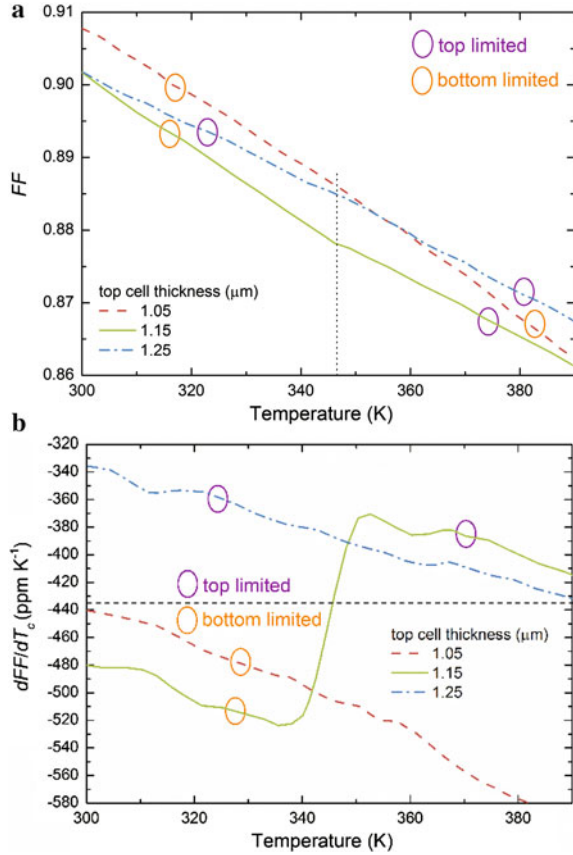 a
0.91
0.90
0.89
0.88
0.87
0.86
FF
top limited
bottom limited
top cell thickness (μm)
1.05
1.15
1.25
300 320 340 360 380
Temperature (K)
b
-320
-340
-360
-380
-400
-420
-440
-460
-480
-500
-520
-540
-560
-580
dFF/dTc (ppm K-1)
top limited
bottom limited
top cell thickness (μm)
1.05
1.15
1.25
300 320 340 360 380
Temperature (K)